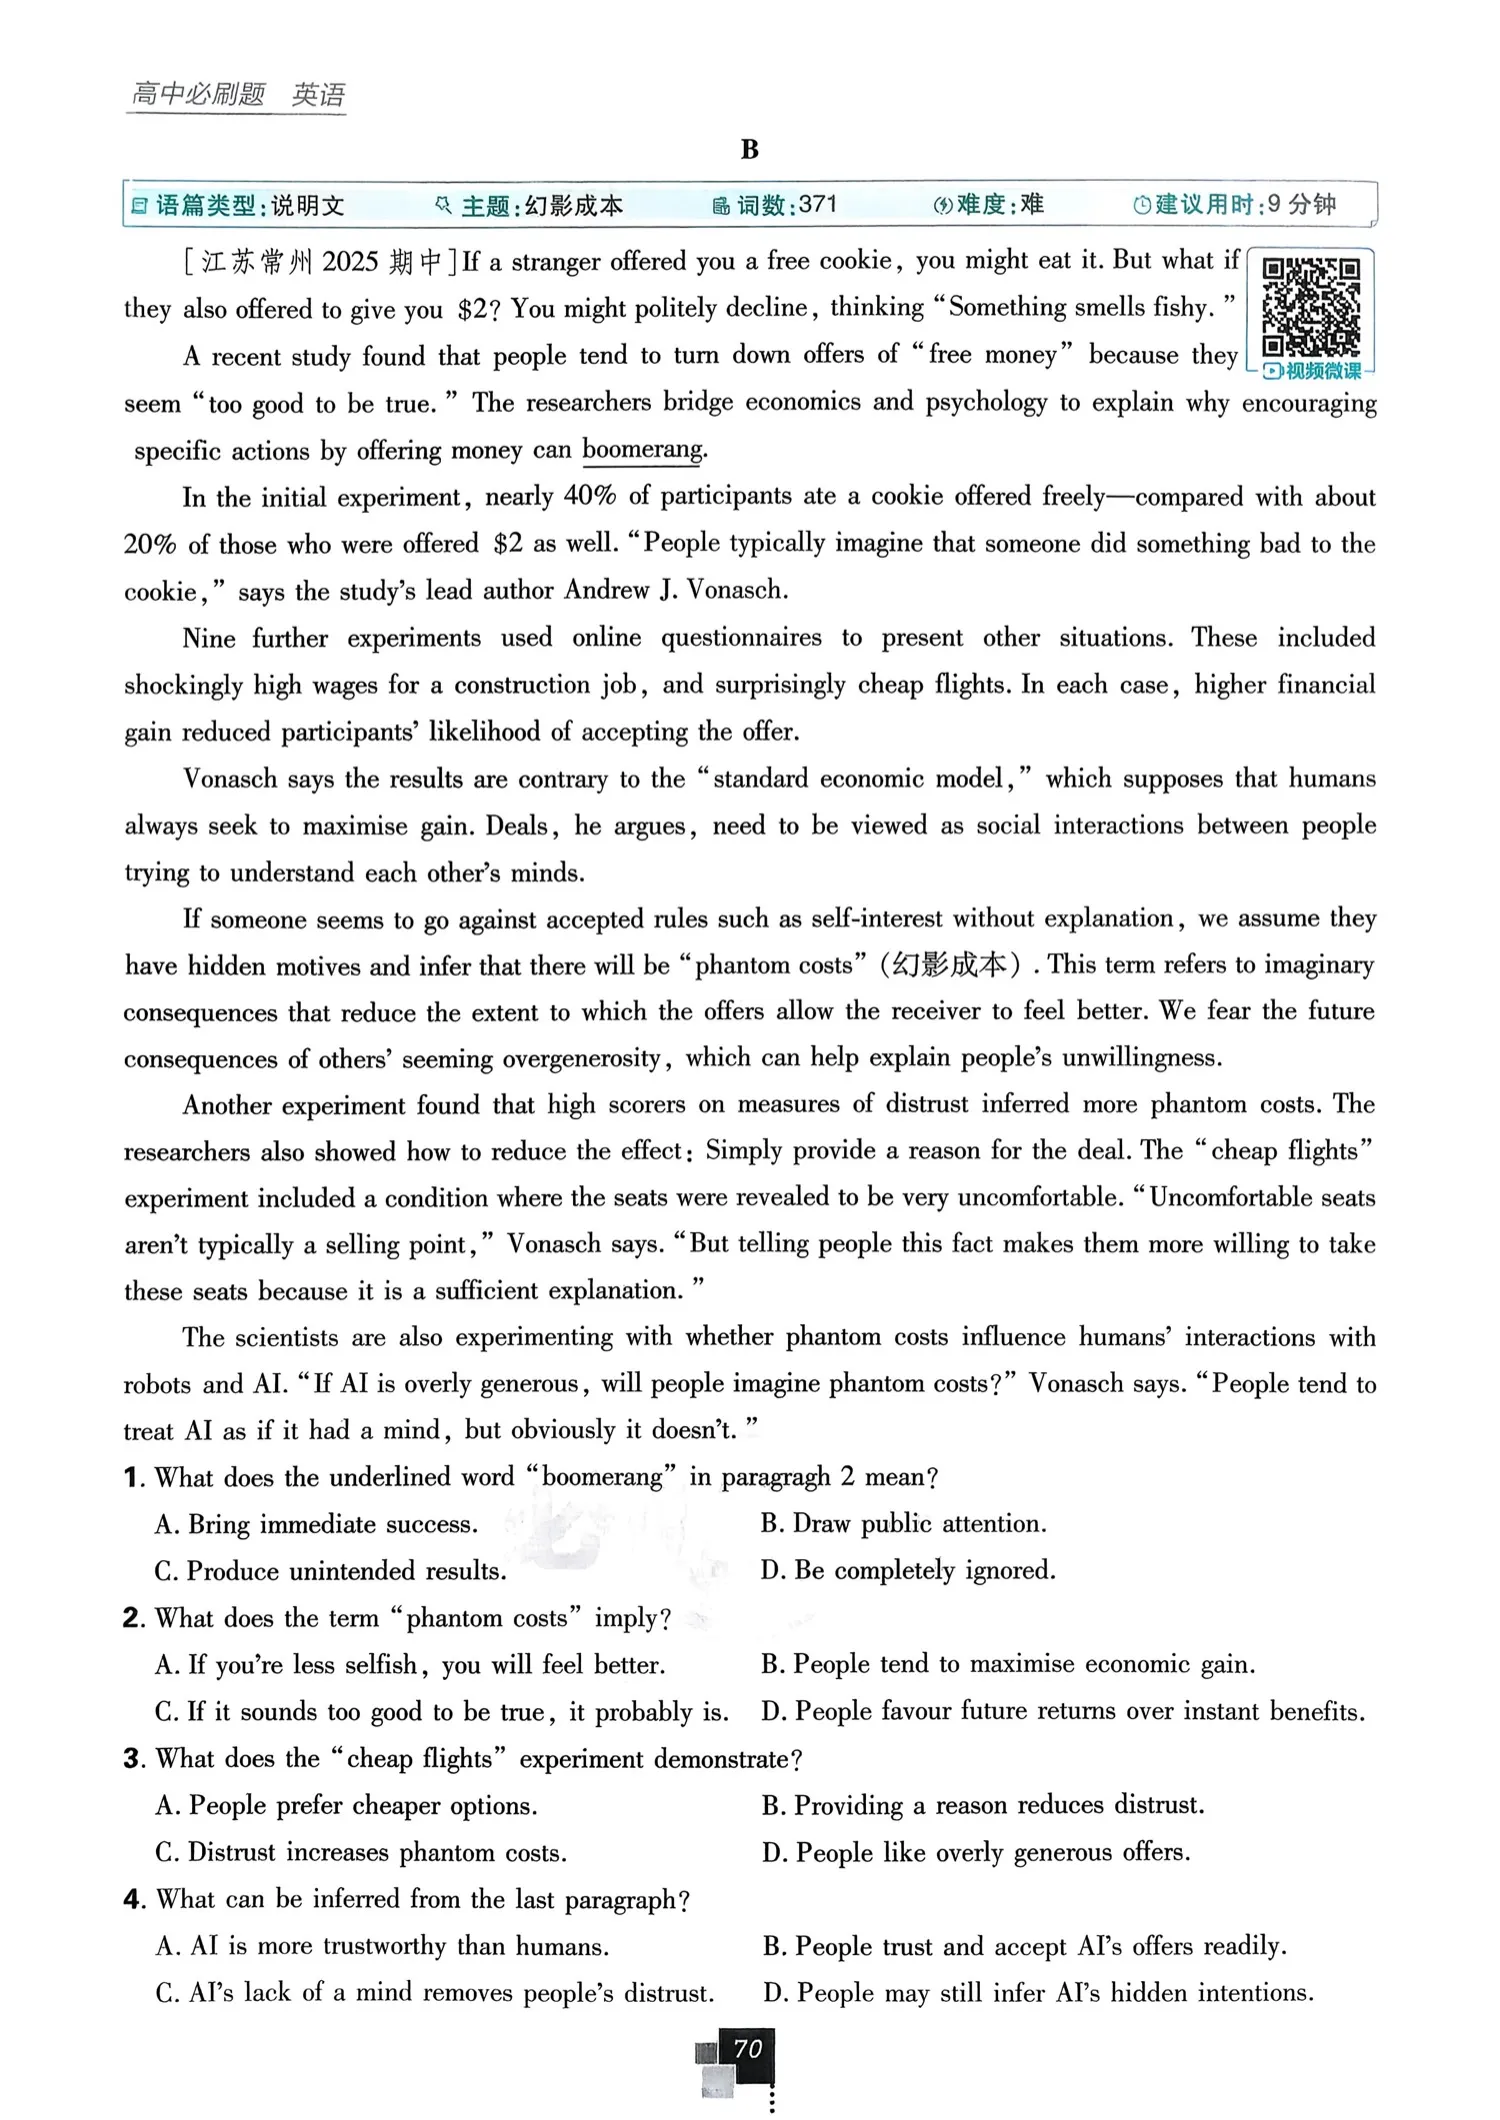 高中必刷题 英语
B
语篇类型:说明文 主题:幻影成本 词数:371 难度:难 建议用时:9 分钟
[江苏常州 2025 期中]If a stranger offered you a free cookie, you might eat it. But what if
they also offered to give you $2? You might politely decline, thinking “Something smells fishy.”
A recent study found that people tend to turn down offers of “free money” because they
视频微课
seem “too good to be true.” The researchers bridge economics and psychology to explain why encouraging
specific actions by offering money can boomerang.
In the initial experiment, nearly 40% of participants ate a cookie offered freely—compared with about
20% of those who were offered $2 as well. “People typically imagine that someone did something bad to the
cookie,” says the study’s lead author Andrew J. Vonasch.
Nine further experiments used online questionnaires to present other situations. These included
shockingly high wages for a construction job, and surprisingly cheap flights. In each case, higher financial
gain reduced participants’ likelihood of accepting the offer.
Vonasch says the results are contrary to the “standard economic model,” which supposes that humans
always seek to maximise gain. Deals, he argues, need to be viewed as social interactions between people
trying to understand each other’s minds.
If someone seems to go against accepted rules such as self-interest without explanation, we assume they
have hidden motives and infer that there will be “phantom costs”(幻影成本). This term refers to imaginary
consequences that reduce the extent to which the offers allow the receiver to feel better. We fear the future
consequences of others’ seeming overgenerosity, which can help explain people’s unwillingness.
Another experiment found that high scorers on measures of distrust inferred more phantom costs. The
researchers also showed how to reduce the effect: Simply provide a reason for the deal. The “cheap flights”
experiment included a condition where the seats were revealed to be very uncomfortable. “Uncomfortable seats
aren’t typically a selling point,” Vonasch says. “But telling people this fact makes them more willing to take
these seats because it is a sufficient explanation.”
The scientists are also experimenting with whether phantom costs influence humans’ interactions with
robots and AI. “If AI is overly generous, will people imagine phantom costs?” Vonasch says. “People tend to
treat AI as if it had a mind, but obviously it doesn’t.”
1. What does the underlined word “boomerang” in paragragh 2 mean?
A. Bring immediate success. B. Draw public attention.
C. Produce unintended results. D. Be completely ignored.
2. What does the term “phantom costs” imply?
A. If you’re less selfish, you will feel better. B. People tend to maximise economic gain.
C. If it sounds too good to be true, it probably is. D. People favour future returns over instant benefits.
3. What does the “cheap flights” experiment demonstrate?
A. People prefer cheaper options. B. Providing a reason reduces distrust.
C. Distrust increases phantom costs. D. People like overly generous offers.
4. What can be inferred from the last paragraph?
A. AI is more trustworthy than humans. B. People trust and accept AI’s offers readily.
C. AI’s lack of a mind removes people’s distrust. D. People may still infer AI’s hidden intentions.
70